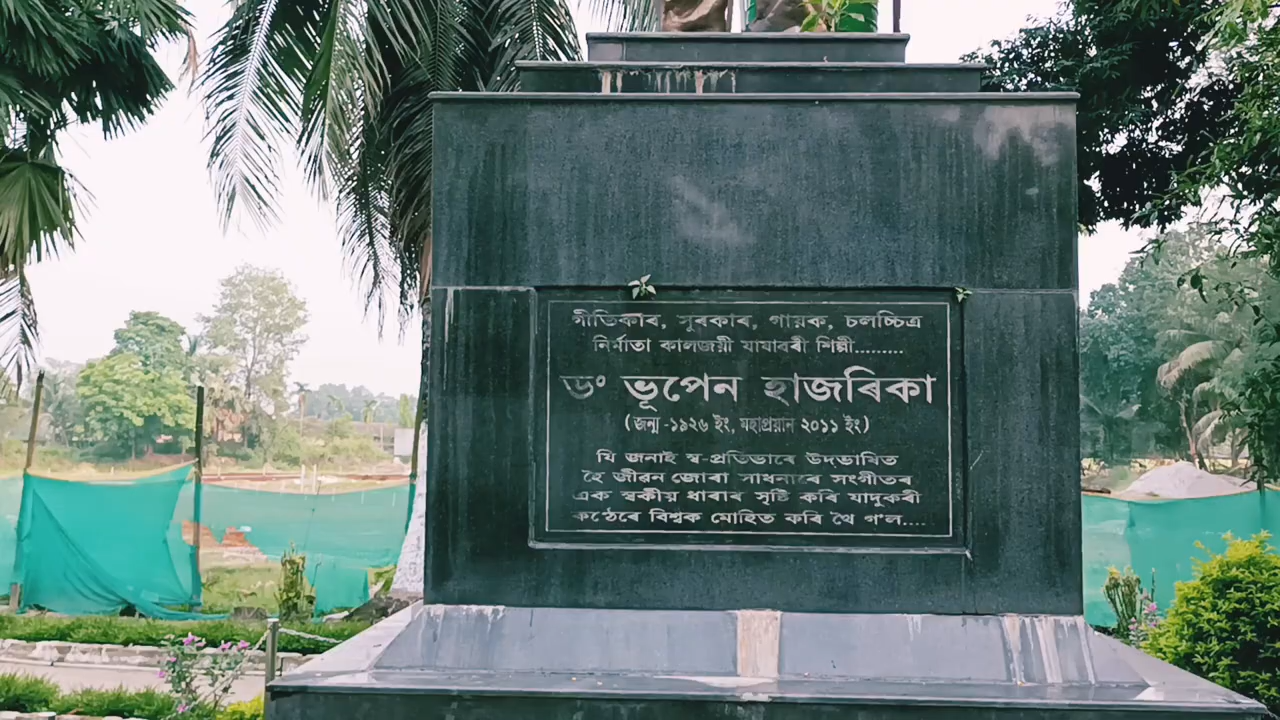 গীতিকাৰ, সুৰকাৰ, গায়ক, চলচ্চিত্ৰ
নিৰ্মাতা কালজয়ী যাযাবৰী শিল্পী.........
ড° ভূপেন হাজৰিকা
(জন্ম -১৯২৬ ইং, মহাপ্ৰয়ান ২০১১ ইং)
যি জনাই স্ব-প্ৰতিভাৰে উদভাষিত
হৈ জীৱন জোৰা সাধনাৰে সংগীতৰ
এক স্বকীয় ধাৰাৰ সৃষ্টি কৰি যাদুকৰী
কণ্ঠেৰে বিশ্বক মোহিত কৰি থৈ গ'ল....